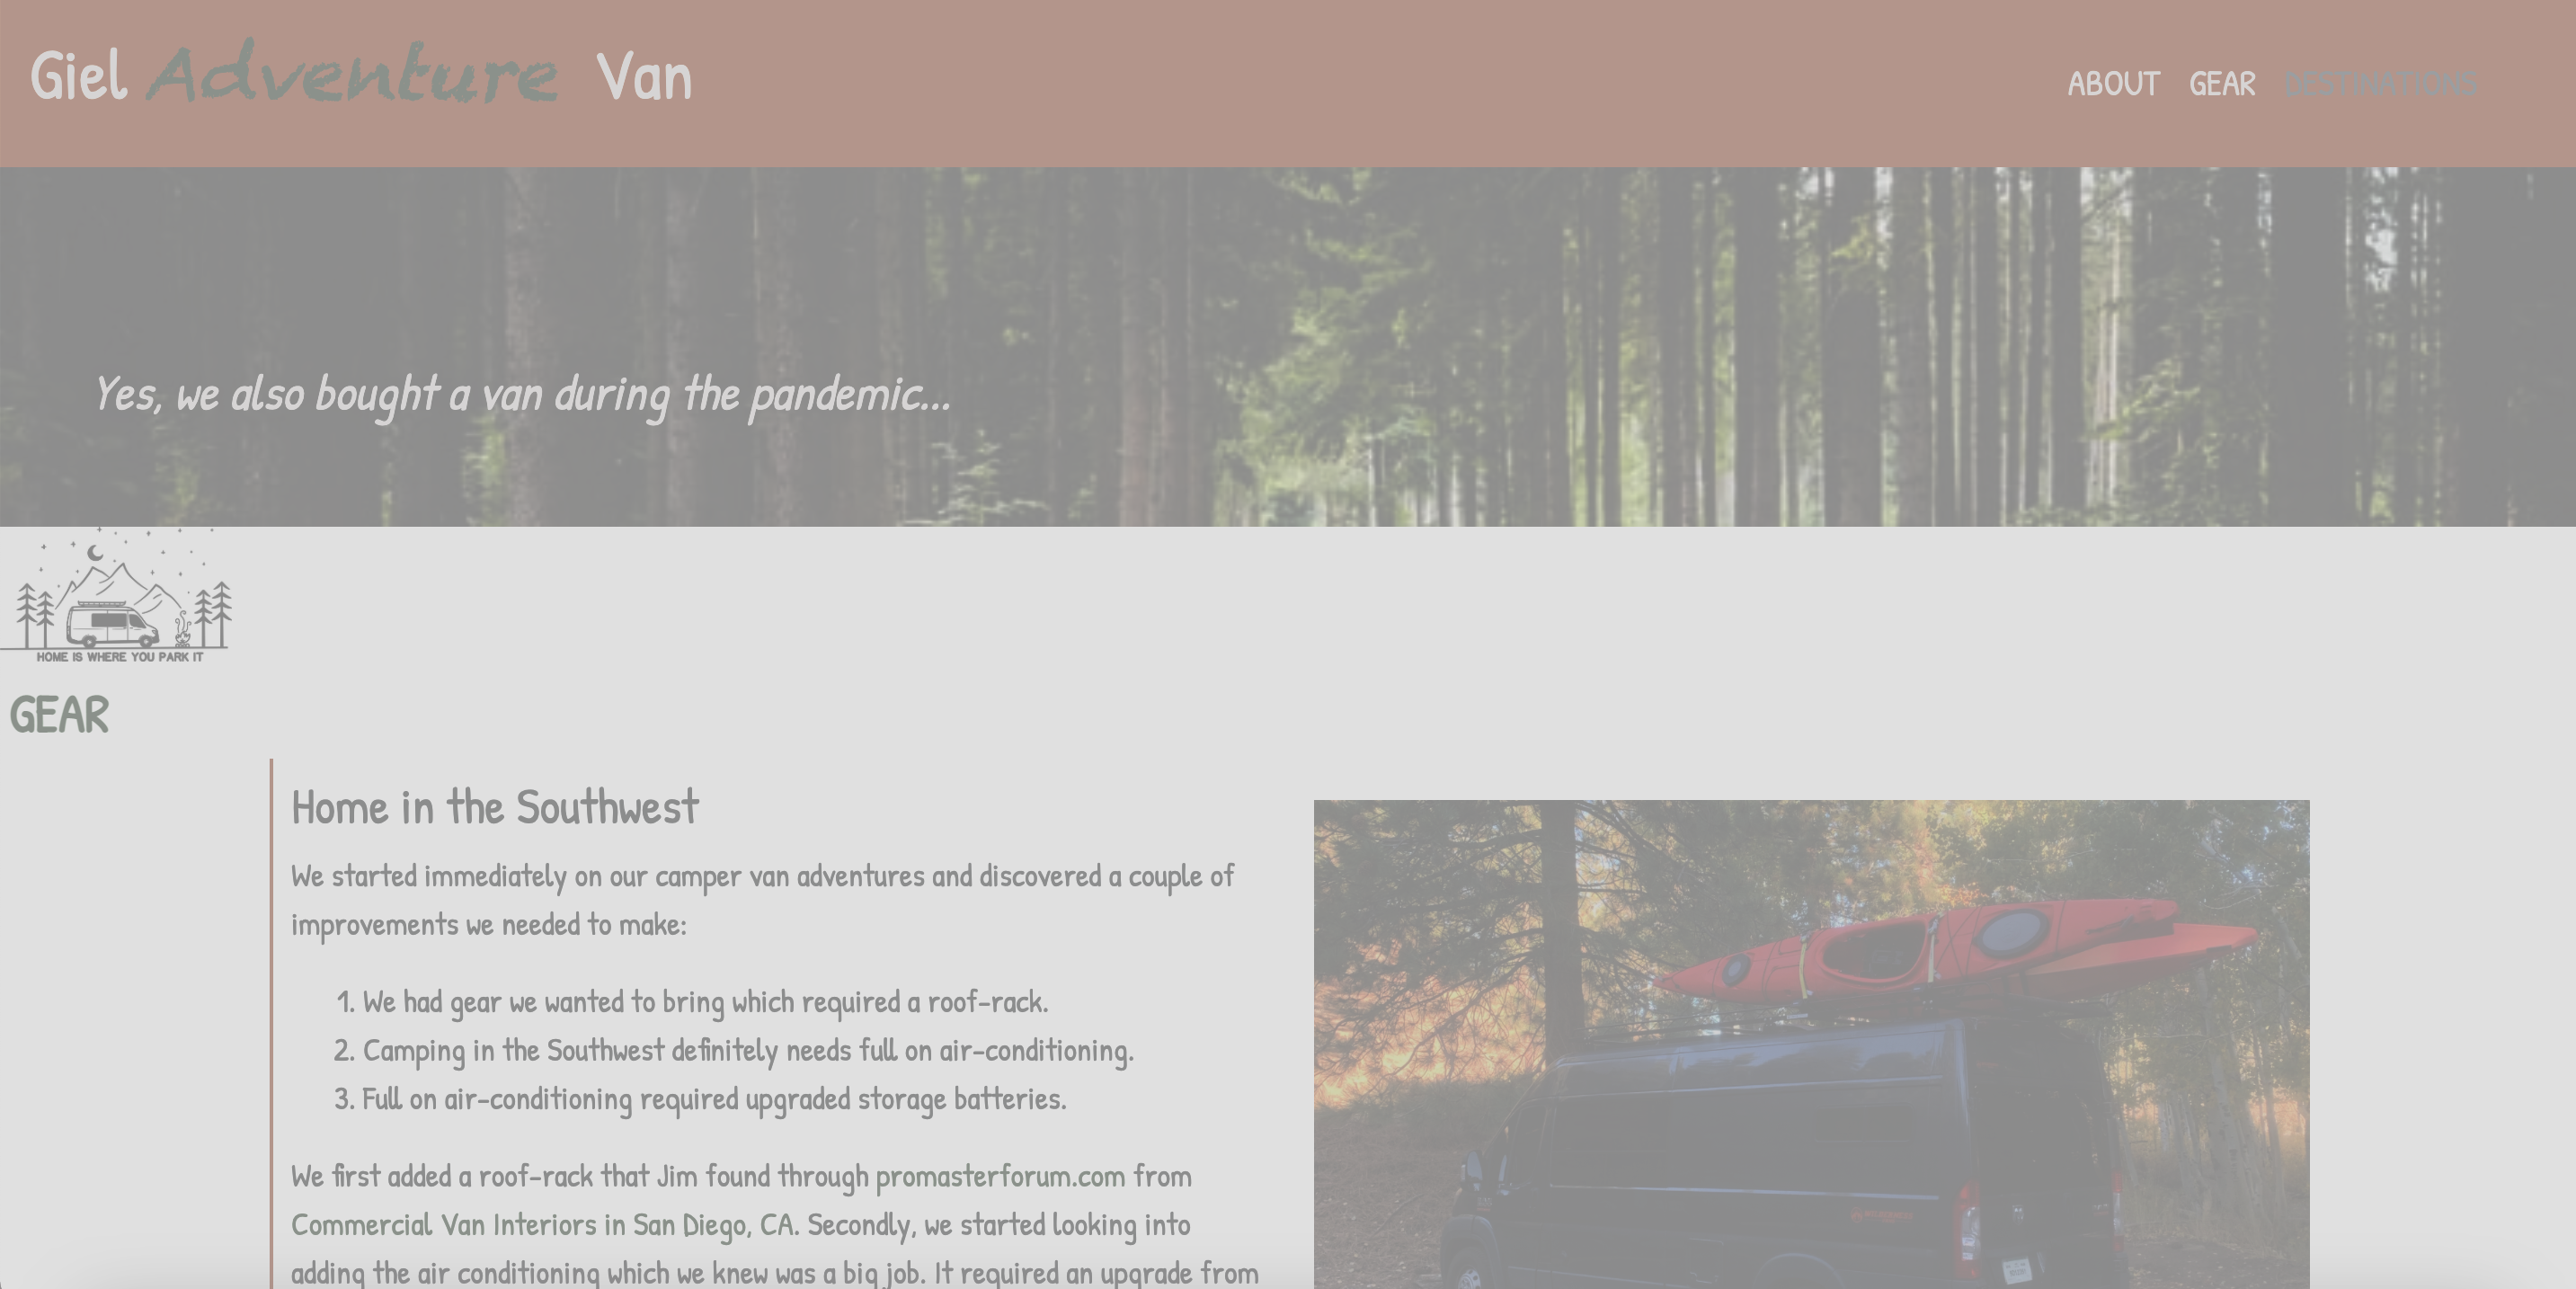 Giel Adventure Van
ABOUT GEAR DESTINATIONS
Yes, we also bought a van during the pandemic...
HOME IS WHERE YOU PARK IT
GEAR
Home in the Southwest
We started immediately on our camper van adventures and discovered a couple of
improvements we needed to make:
1. We had gear we wanted to bring which required a roof-rack.
2. Camping in the Southwest definitely needs full on air-conditioning.
3. Full on air-conditioning required upgraded storage batteries.
We first added a roof-rack that Jim found through promasterforum.com from
Commercial Van Interiors in San Diego, CA. Secondly, we started looking into
adding the air conditioning which we knew was a big job. It required an upgrade from